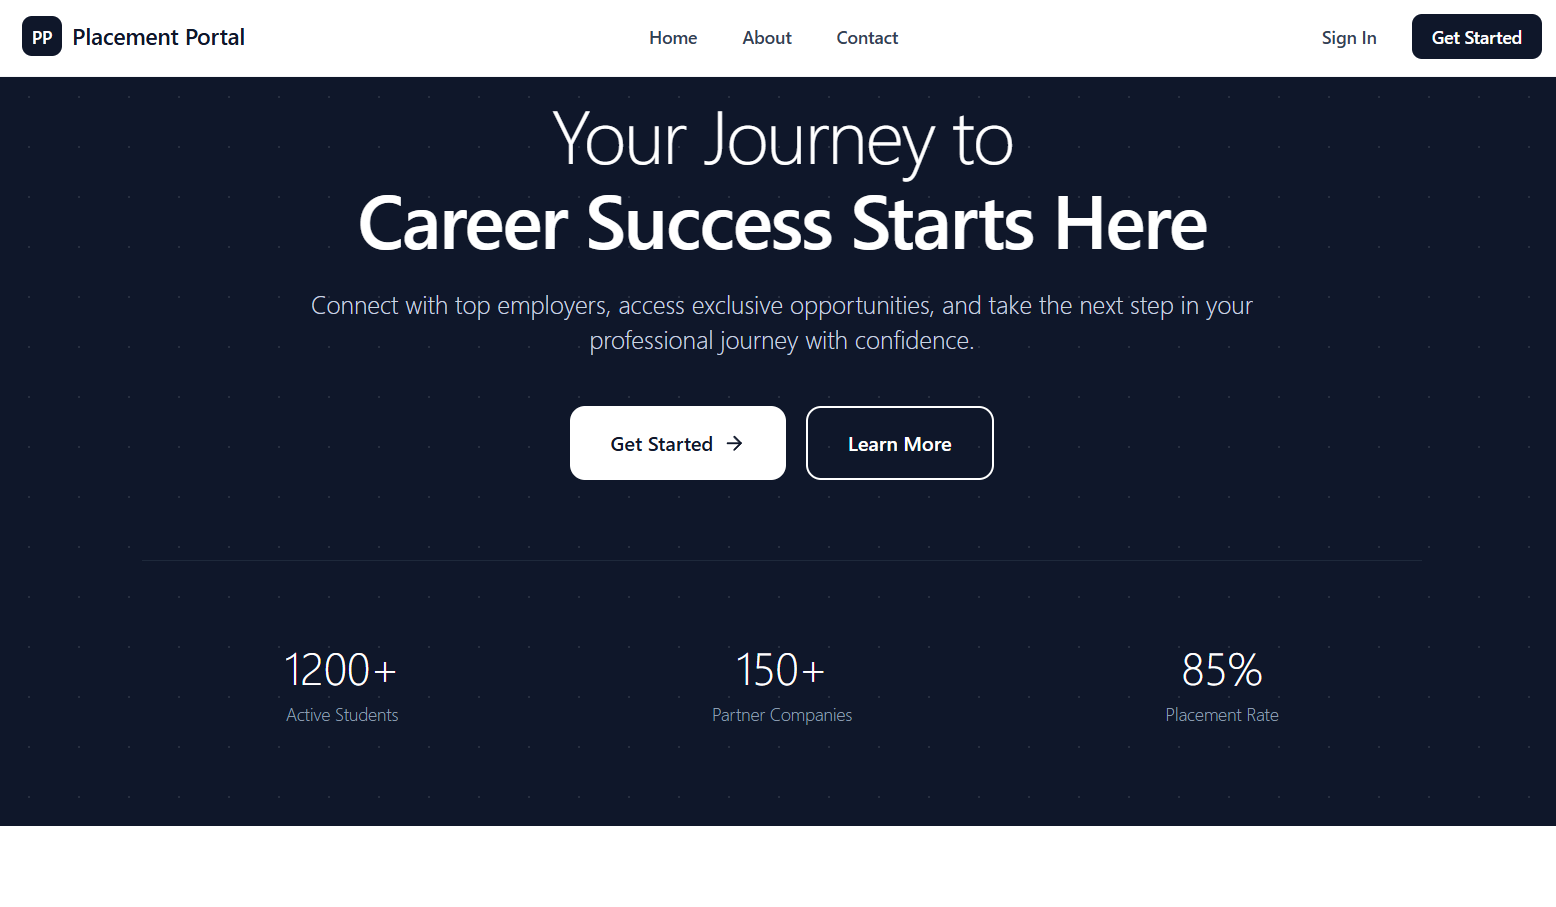 PP Placement Portal
Home
About
Contact
Sign In
Get Started
Your Journey to
Career Success Starts Here
Connect with top employers, access exclusive opportunities, and take the next step in your
professional journey with confidence.
Get Started →
Learn More
1200+
Active Students
150+
Partner Companies
85%
Placement Rate